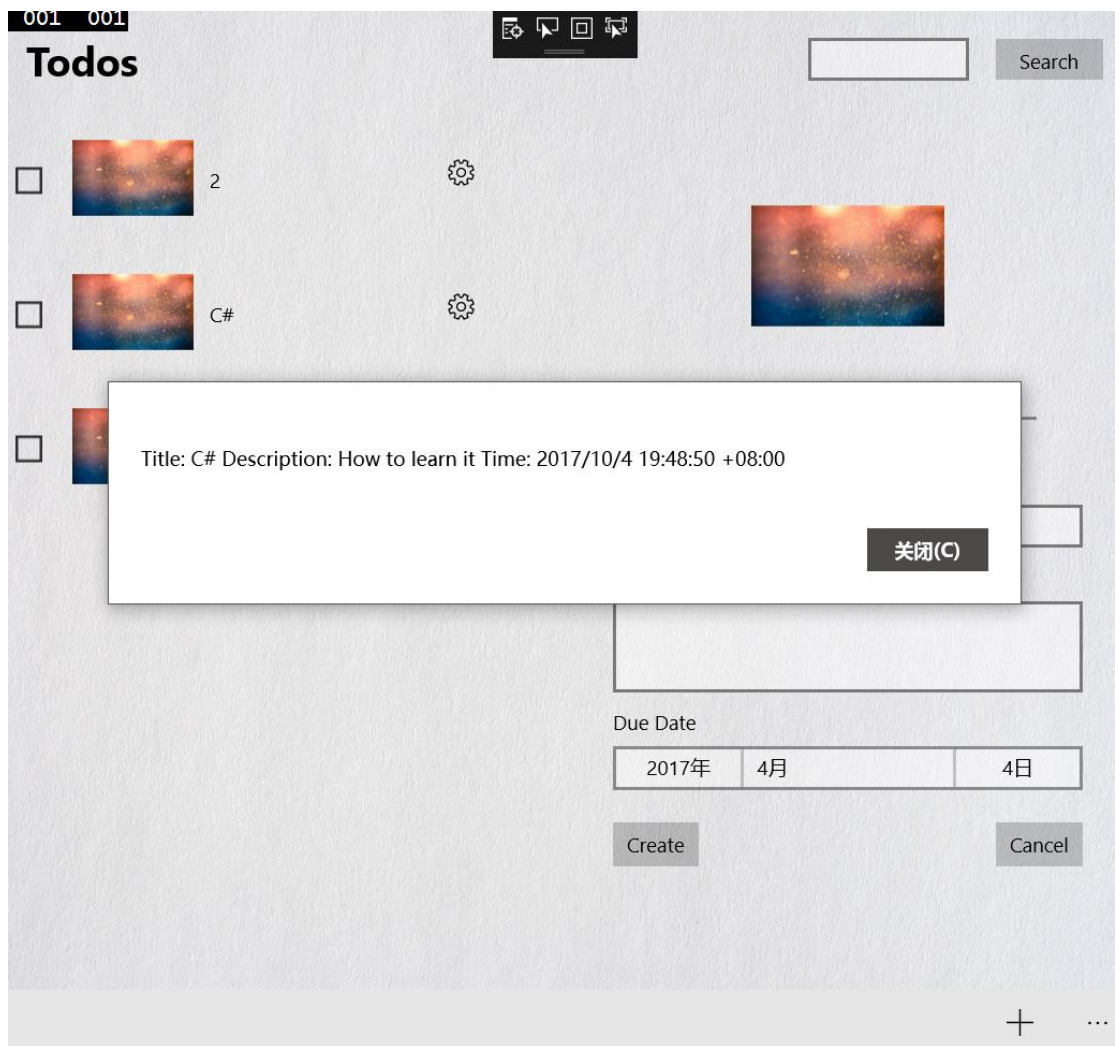 001 001
Todos
Search
2
C#
Title: C# Description: How to learn it Time: 2017/10/4 19:48:50 +08:00
关闭(C)
Due Date
2017年 4月 4日
Create Cancel